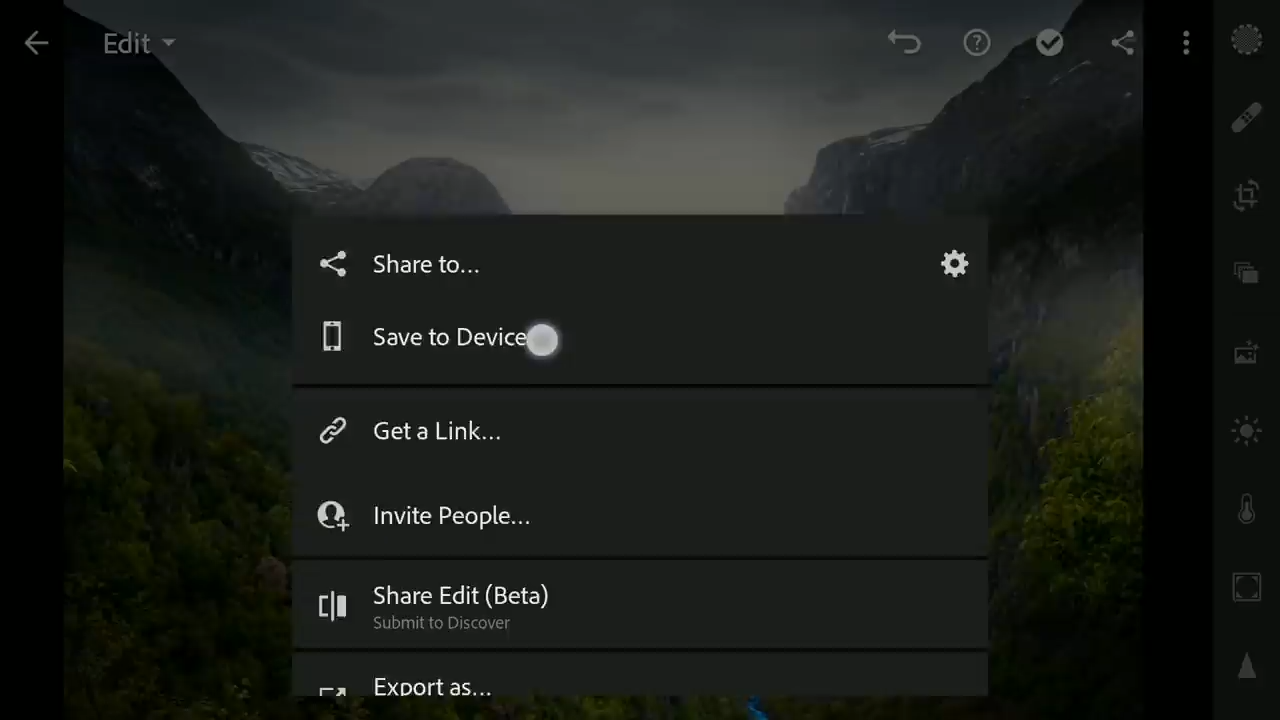 Edit
Share to...
Save to Device
Get a Link...
Invite People...
Share Edit (Beta)
Submit to Discover
Export as...